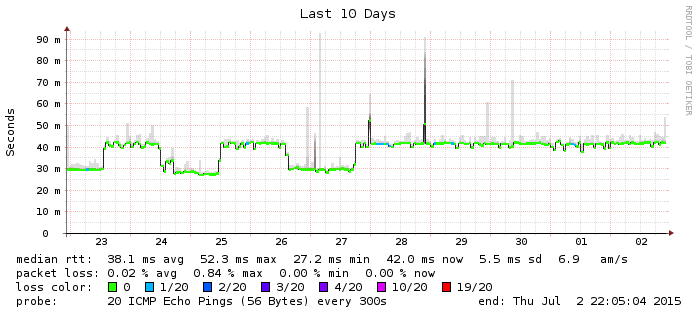 Last 10 Days
RRDTOOL / TOBI OETIKER
Seconds
90 m
80 m
70 m
60 m
50 m
40 m
30 m
20 m
10 m
0
23 24 25 26 27 28 29 30 01 02
median rtt: 38.1 ms avg 52.3 ms max 27.2 ms min 42.0 ms now 5.5 ms sd 6.9 am/s
packet loss: 0.02 % avg 0.84 % max 0.00 % min 0.00 % now
loss color: 0 1/20 2/20 3/20 4/20 10/20 19/20
probe: 20 ICMP Echo Pings (56 Bytes) every 300s end: Thu Jul 2 22:05:04 2015